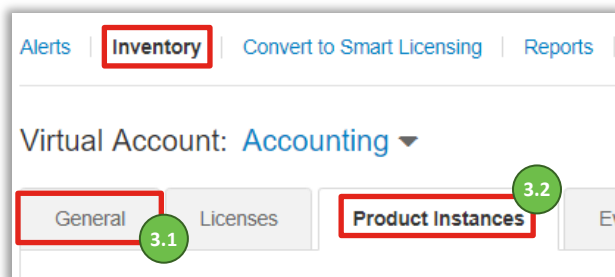 Alerts Inventory Convert to Smart Licensing Reports
Virtual Account: Accounting
General Licenses Product Instances
3.1 3.2